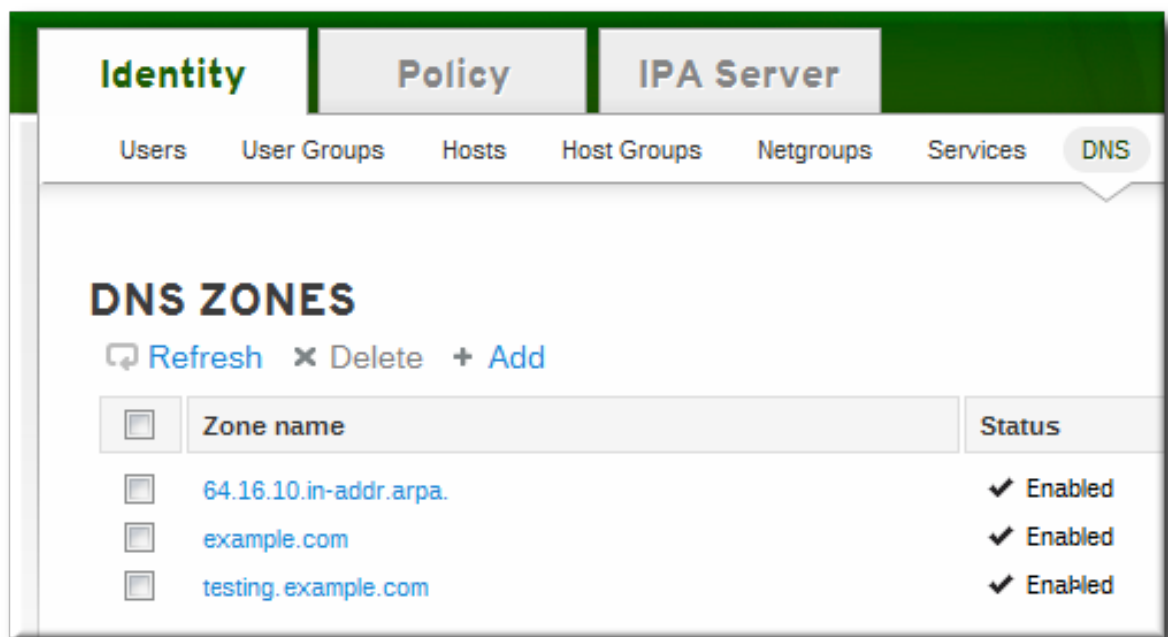 Identity Policy IPA Server
Users User Groups Hosts Host Groups Netgroups Services DNS
DNS ZONES
Refresh Delete + Add
Zone name Status
64.16.10.in-addr.arpa. Enabled
example.com Enabled
testing.example.com Enabled